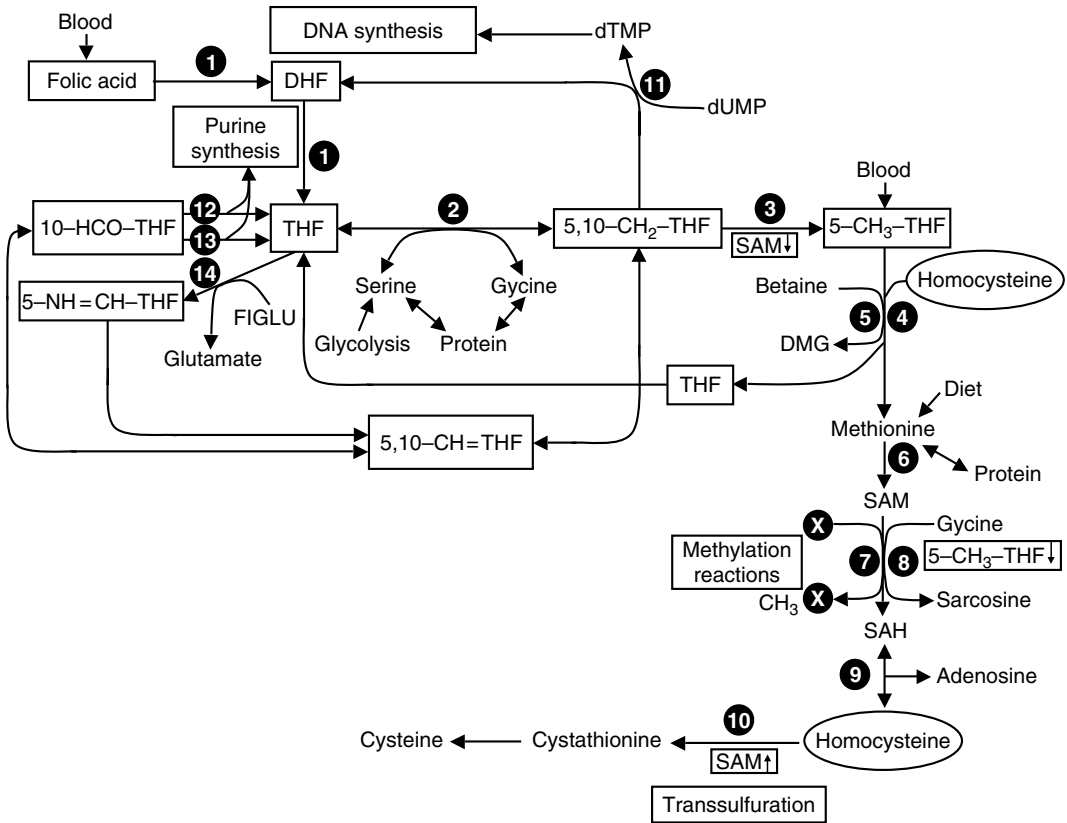 Blood
DNA synthesis
dTMP
Folic acid
1
DHF
11
dUMP
Purine
synthesis
1
Blood
12
2
3
10–HCO–THF
THF
5,10–CH₂–THF
5–CH₃–THF
13
SAM↓
14
5–NH=CH–THF
Serine
Gycine
Betaine
Homocysteine
FIGLU
5
4
Glutamate
Glycolysis
Protein
DMG
THF
Diet
5,10–CH=THF
Methionine
6
Protein
SAM
X
Gycine
Methylation
reactions
7
8
5–CH₃–THF↓
CH₃
X
Sarcosine
SAH
9
Adenosine
10
Cysteine
Cystathionine
Homocysteine
SAM↑
Transsulfuration